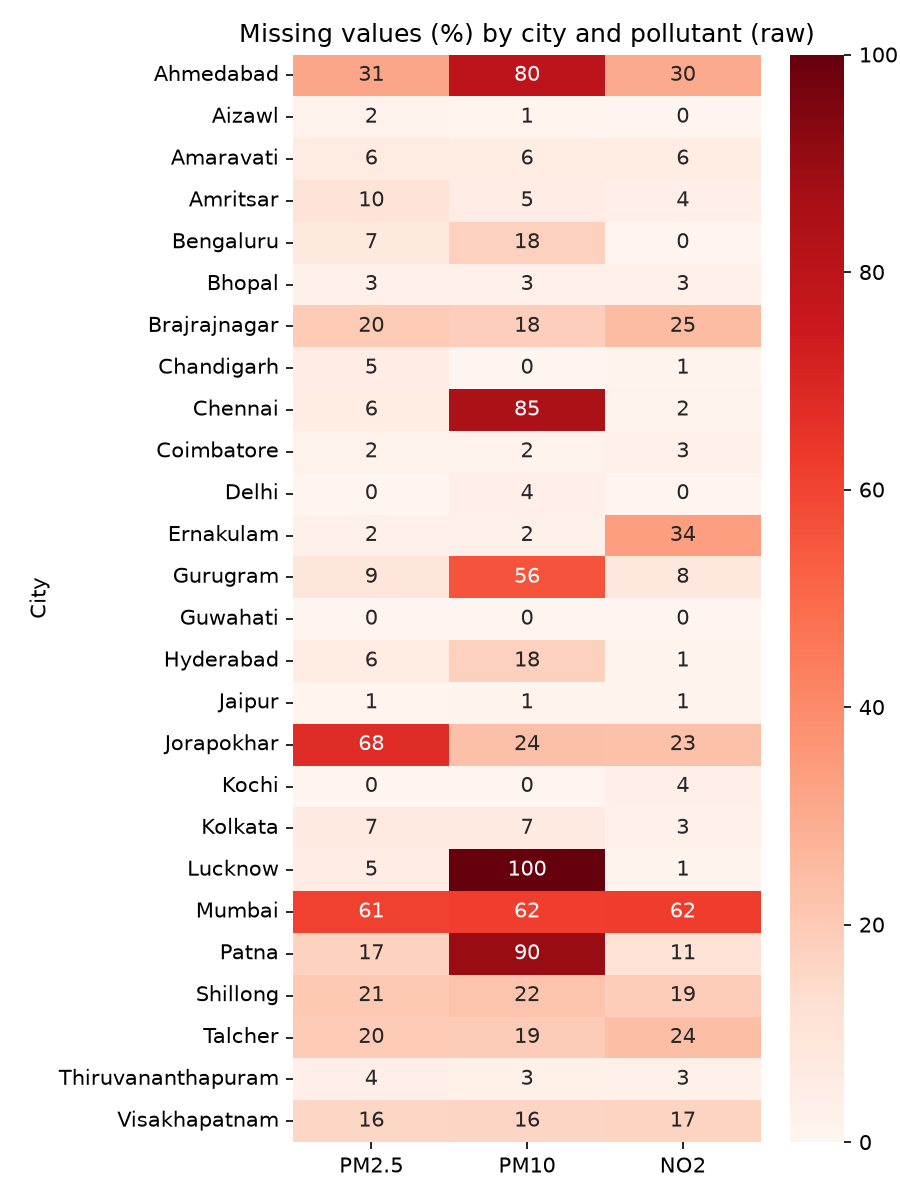 Missing values (%) by city and pollutant (raw)
Ahmedabad 31 80 30
Aizawl 2 1 0
Amaravati 6 6 6
Amritsar 10 5 4
Bengaluru 7 18 0
Bhopal 3 3 3
Brajrajnagar 20 18 25
Chandigarh 5 0 1
Chennai 6 85 2
Coimbatore 2 2 3
Delhi 0 4 0
Ernakulam 2 2 34
Gurugram 9 56 8
Guwahati 0 0 0
Hyderabad 6 18 1
Jaipur 1 1 1
Jorapokhar 68 24 23
Kochi 0 0 4
Kolkata 7 7 3
Lucknow 5 100 1
Mumbai 61 62 62
Patna 17 90 11
Shillong 21 22 19
Talcher 20 19 24
Thiruvananthapuram 4 3 3
Visakhapatnam 16 16 17
PM2.5 PM10 NO2
City
100
80
60
40
20
0